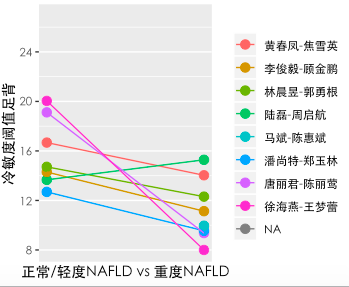 冷敏度阈值足背
24
20
16
12
8
正常/轻度NAFLD vs 重度NAFLD
黄春凤-焦雪英
李俊毅-顾金鹏
林晨昱-郭勇根
陆磊-周启航
马斌-陈惠斌
潘尚特-郑玉林
唐丽君-陈丽莺
徐海燕-王梦蕾
NA